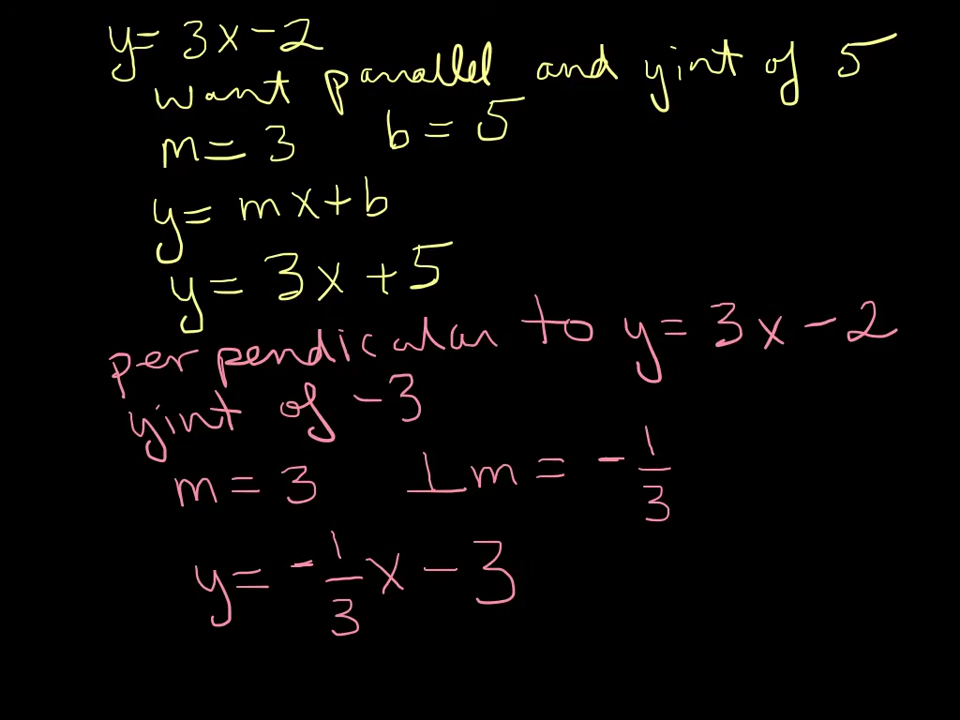 y = 3x - 2
want parallel and yint of 5
m = 3 b = 5
y = mx + b
y = 3x + 5
perpendicular to y = 3x - 2
yint of -3
m = 3 ⊥m = -1/3
y = -1/3x - 3